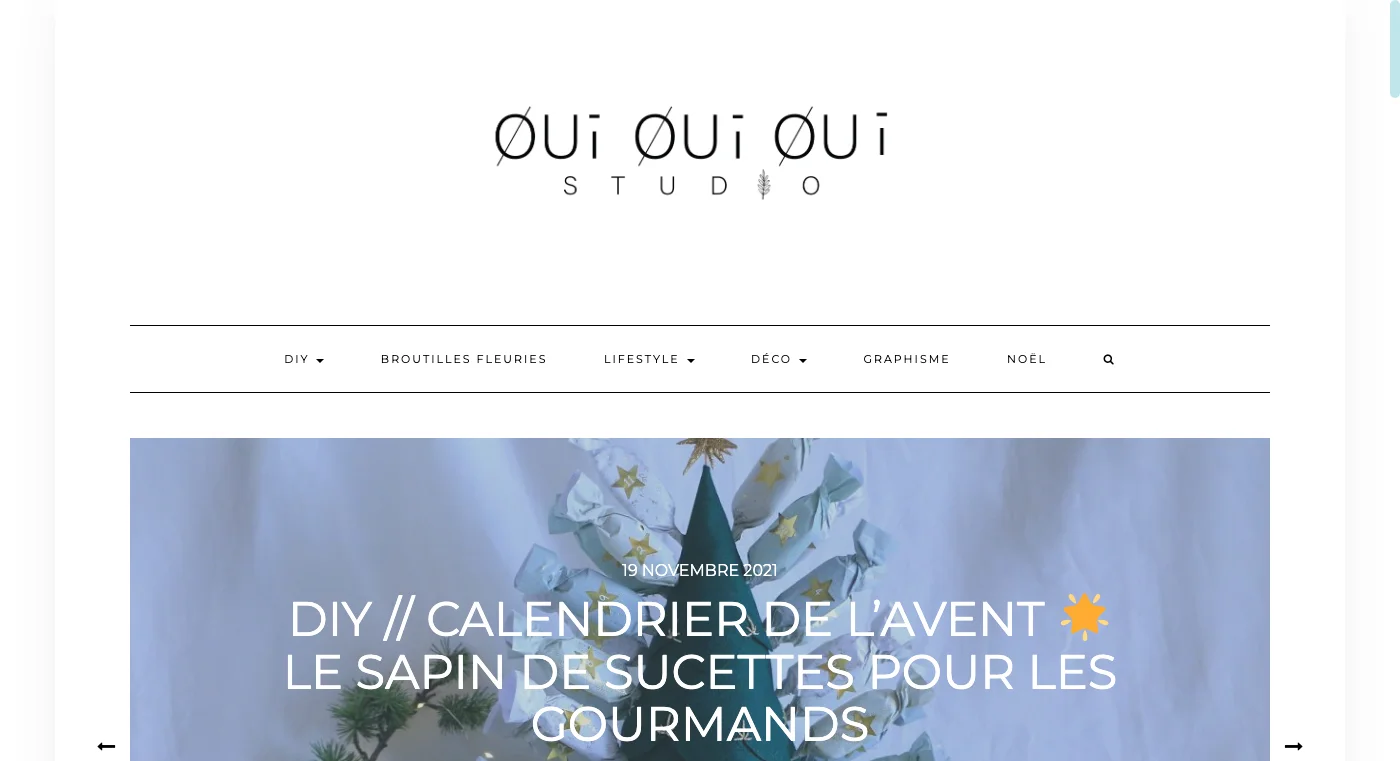 ØUi ØUi ØUi
STUDIO
DIY BROUTILLES FLEURIES LIFESTYLE DÉCO GRAPHISME NOËL
19 NOVEMBRE 2021
DIY // CALENDRIER DE L’AVENT 🌟
LE SAPIN DE SUCETTES POUR LES
GOURMANDS